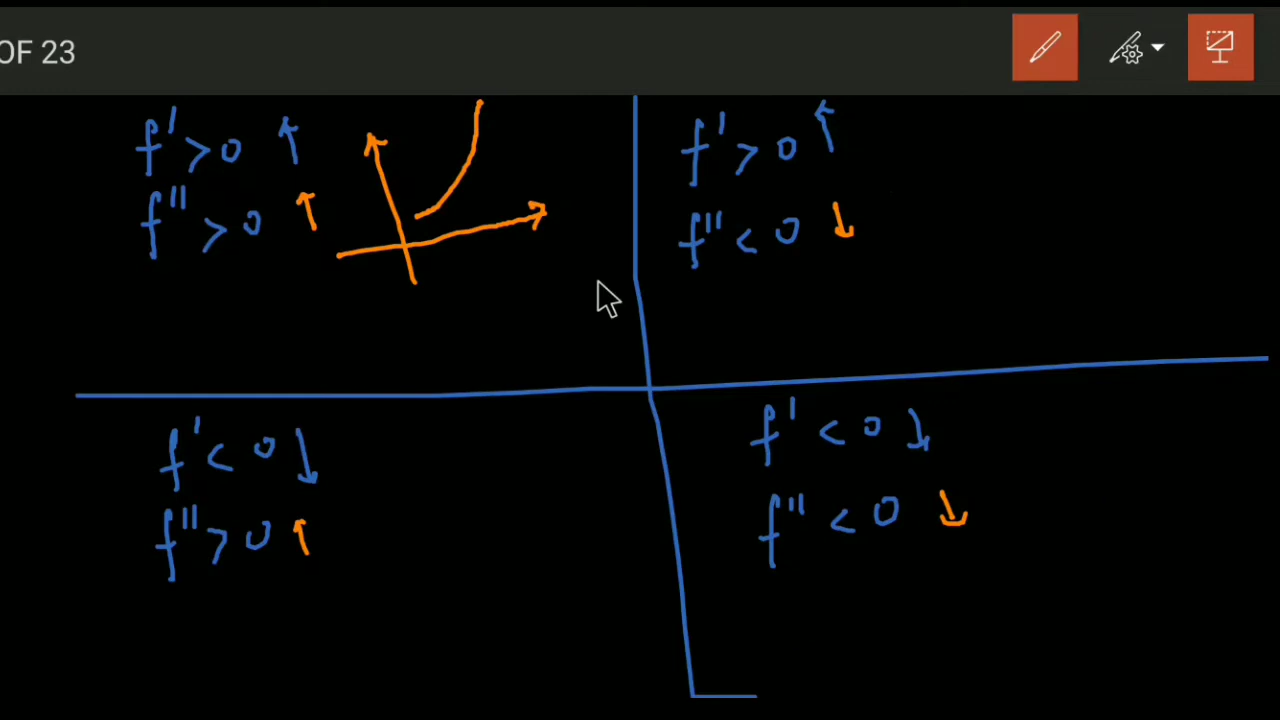 OF 23
f' > 0 ↑
f'' > 0 ↑
f' > 0 ↑
f'' < 0 ↓
f' < 0 ↓
f'' > 0 ↑
f' < 0 ↓
f'' < 0 ↓